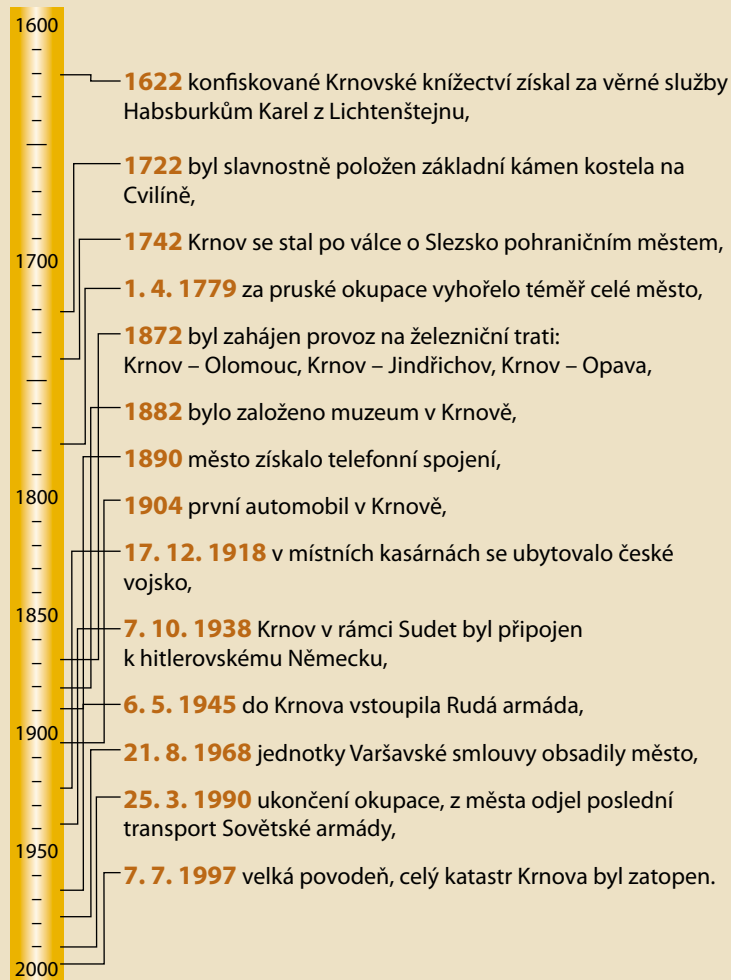 1600
1622 konfiskované Krnovské knížectví získal za věrné služby
Habsburkům Karel z Lichtenštejnu,
1722 byl slavnostně položen základní kámen kostela na
Cvilíně,
1742 Krnov se stal po válce o Slezsko pohraničním městem,
1700
1. 4. 1779 za pruské okupace vyhořelo téměř celé město,
1872 byl zahájen provoz na železniční trati:
Krnov – Olomouc, Krnov – Jindřichov, Krnov – Opava,
1882 bylo založeno muzeum v Krnově,
1890 město získalo telefonní spojení,
1800
1904 první automobil v Krnově,
17. 12. 1918 v místních kasárnách se ubytovalo české
vojsko,
1850
7. 10. 1938 Krnov v rámci Sudet byl připojen
k hitlerovskému Německu,
6. 5. 1945 do Krnova vstoupila Rudá armáda,
1900
21. 8. 1968 jednotky Varšavské smlouvy obsadily město,
25. 3. 1990 ukončení okupace, z města odjel poslední
transport Sovětské armády,
1950
7. 7. 1997 velká povodeň, celý katastr Krnova byl zatopen.
2000